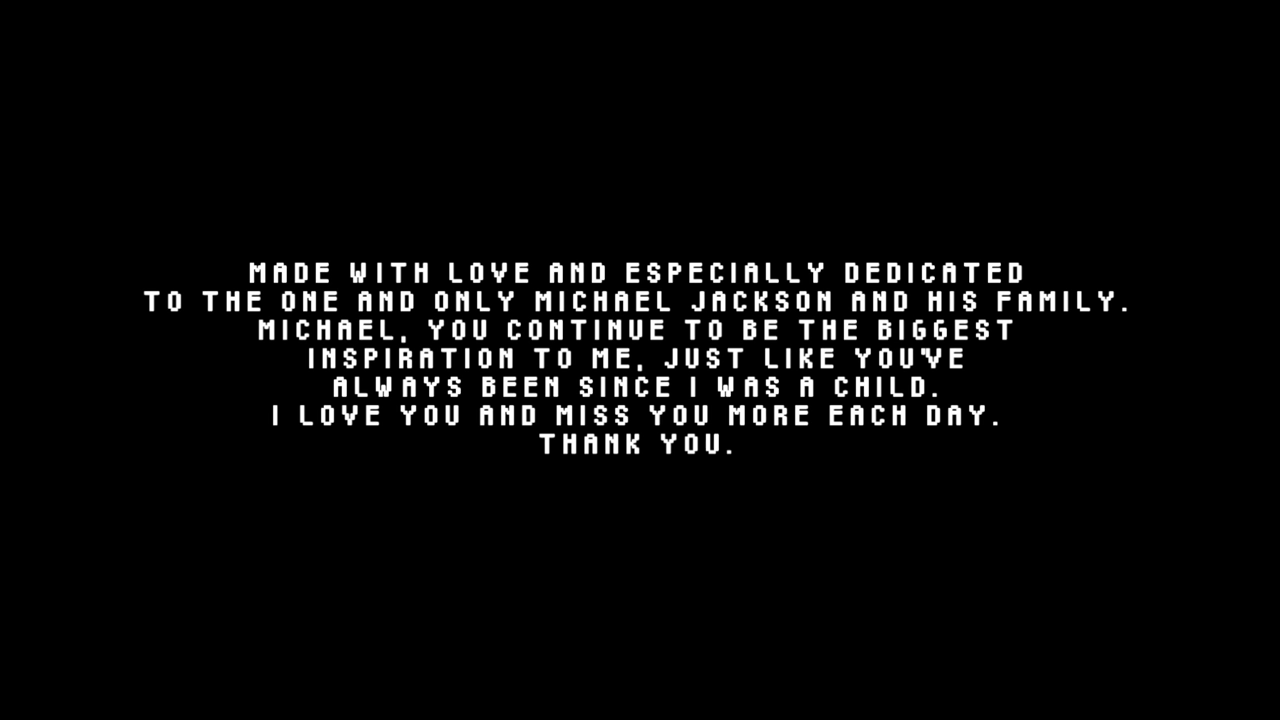 MADE WITH LOVE AND ESPECIALLY DEDICATED
TO THE ONE AND ONLY MICHAEL JACKSON AND HIS FAMILY.
MICHAEL, YOU CONTINUE TO BE THE BIGGEST
INSPIRATION TO ME, JUST LIKE YOU'VE
ALWAYS BEEN SINCE I WAS A CHILD.
I LOVE YOU AND MISS YOU MORE EACH DAY.
THANK YOU.